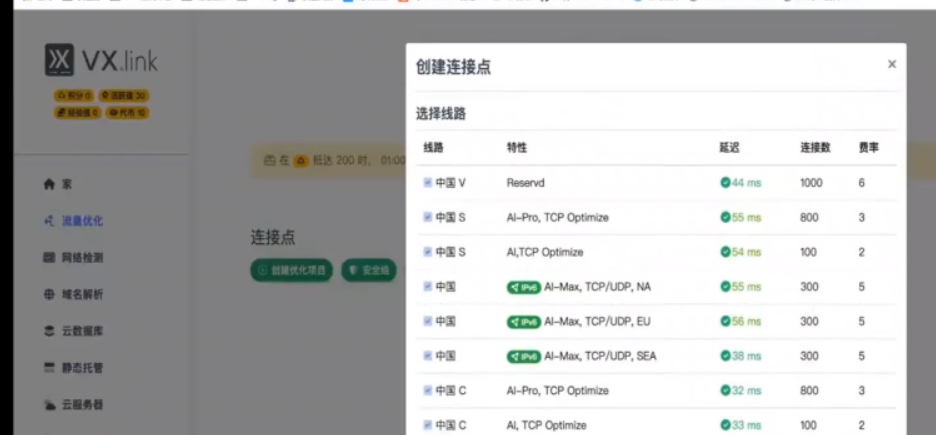 VX.link
积分 0 活跃值 30
经验值 0 代币 10
家
流量优化
网络检测
域名解析
云数据库
静态托管
云服务器
在 抵达 200 时， 01:00
连接点
创建优化项目 安全组
创建连接点 ×
选择线路
线路 特性 延迟 连接数 费率
中国 V Reservd 44 ms 1000 6
中国 S AI-Pro, TCP Optimize 55 ms 800 3
中国 S AI,TCP Optimize 54 ms 100 2
中国 IPv6 AI-Max, TCP/UDP, NA 55 ms 300 5
中国 IPv6 AI-Max, TCP/UDP, EU 56 ms 300 5
中国 IPv6 AI-Max, TCP/UDP, SEA 38 ms 300 5
中国 C AI-Pro, TCP Optimize 32 ms 800 3
中国 C AI, TCP Optimize 33 ms 100 2